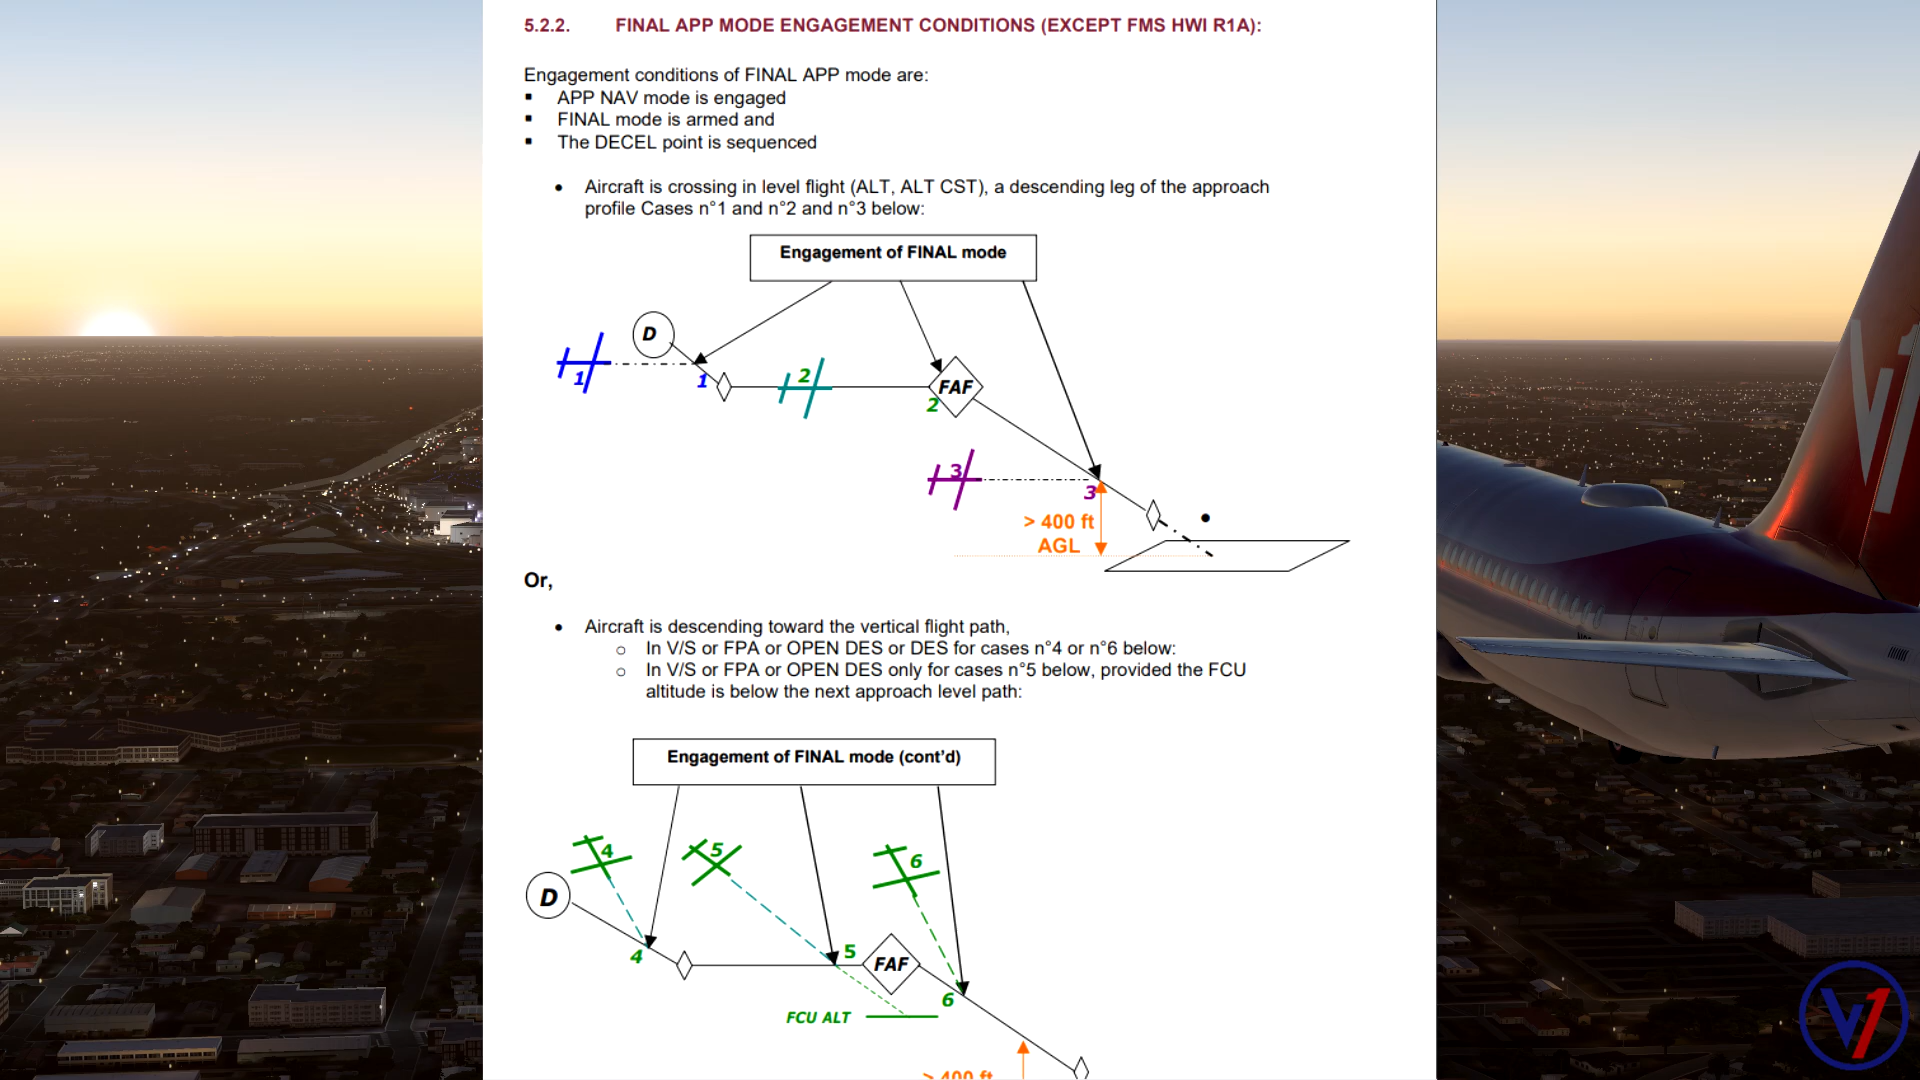 5.2.2. FINAL APP MODE ENGAGEMENT CONDITIONS (EXCEPT FMS HWI R1A):
Engagement conditions of FINAL APP mode are:
▪ APP NAV mode is engaged
▪ FINAL mode is armed and
▪ The DECEL point is sequenced
• Aircraft is crossing in level flight (ALT, ALT CST), a descending leg of the approach
profile Cases n°1 and n°2 and n°3 below:
Engagement of FINAL mode
D
1
1
2
FAF
2
3
3
> 400 ft
AGL
Or,
• Aircraft is descending toward the vertical flight path,
o In V/S or FPA or OPEN DES or DES for cases n°4 or n°6 below:
o In V/S or FPA or OPEN DES only for cases n°5 below, provided the FCU
altitude is below the next approach level path:
Engagement of FINAL mode (cont'd)
4
5
6
D
4
5
FAF
6
FCU ALT
> 400 ft
V1
V1